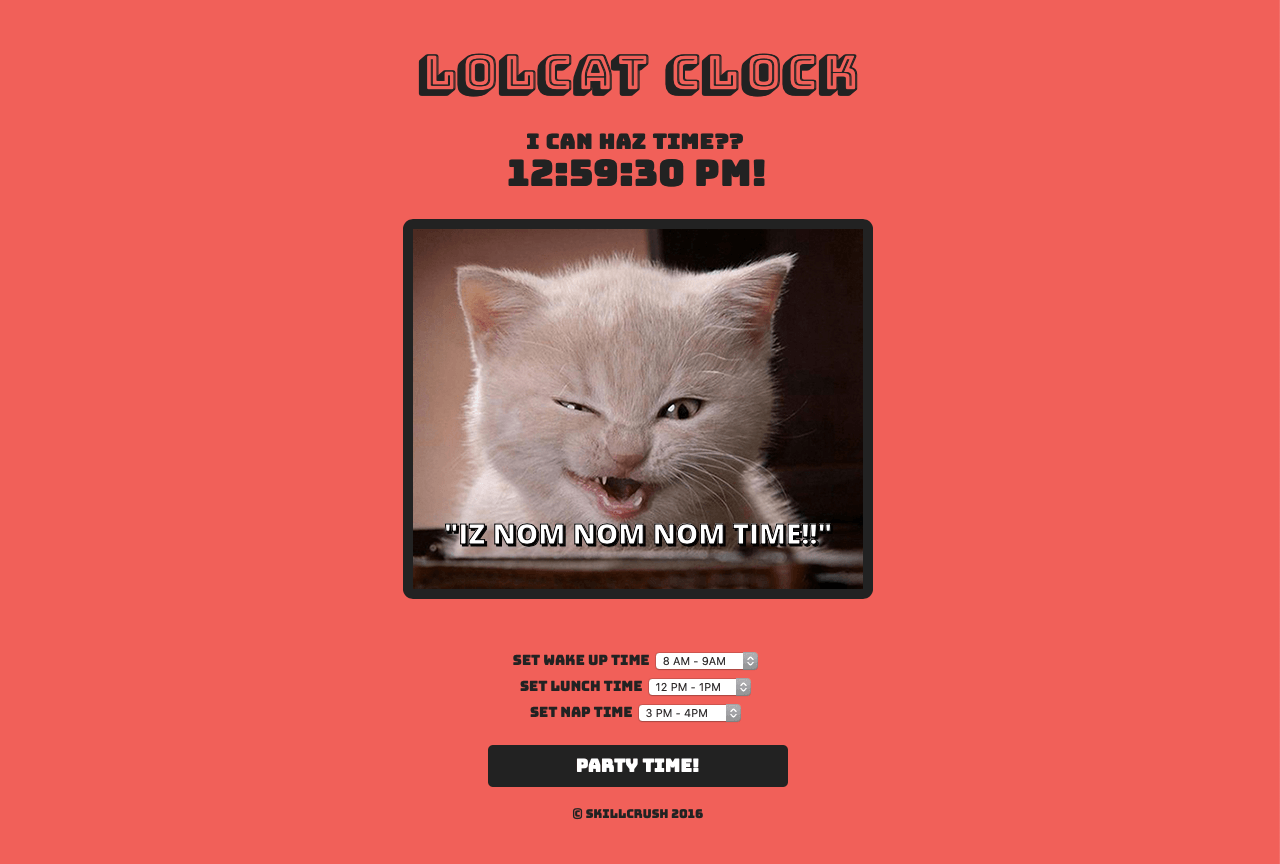 LOLCAT CLOCK
I CAN HAZ TIME??
12:59:30 PM!
"IZ NOM NOM NOM TIME!!"
SET WAKE UP TIME 8 AM - 9AM
SET LUNCH TIME 12 PM - 1PM
SET NAP TIME 3 PM - 4PM
PARTY TIME!
© SKILLCRUSH 2016